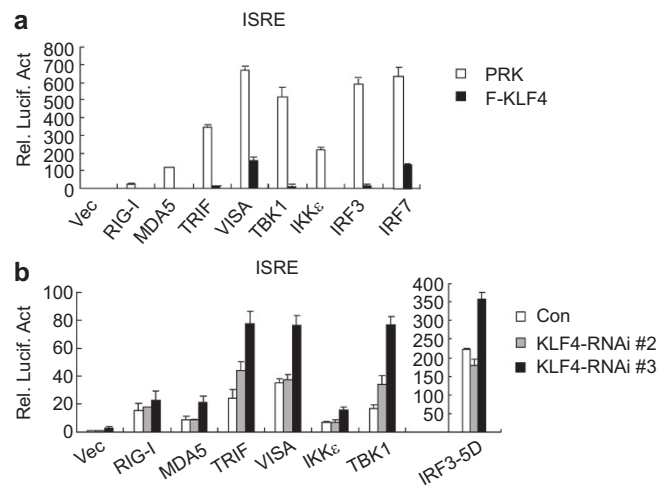 a
ISRE
Rel. Lucif. Act
800
700
600
500
400
300
200
100
0
Vec
RIG-I
MDA5
TRIF
VISA
TBK1
IKKε
IRF3
IRF7
PRK
F-KLF4
b
ISRE
Rel. Lucif. Act
100
80
60
40
20
0
Vec
RIG-I
MDA5
TRIF
VISA
IKKε
TBK1
400
350
300
250
200
150
100
50
IRF3-5D
Con
KLF4-RNAi #2
KLF4-RNAi #3